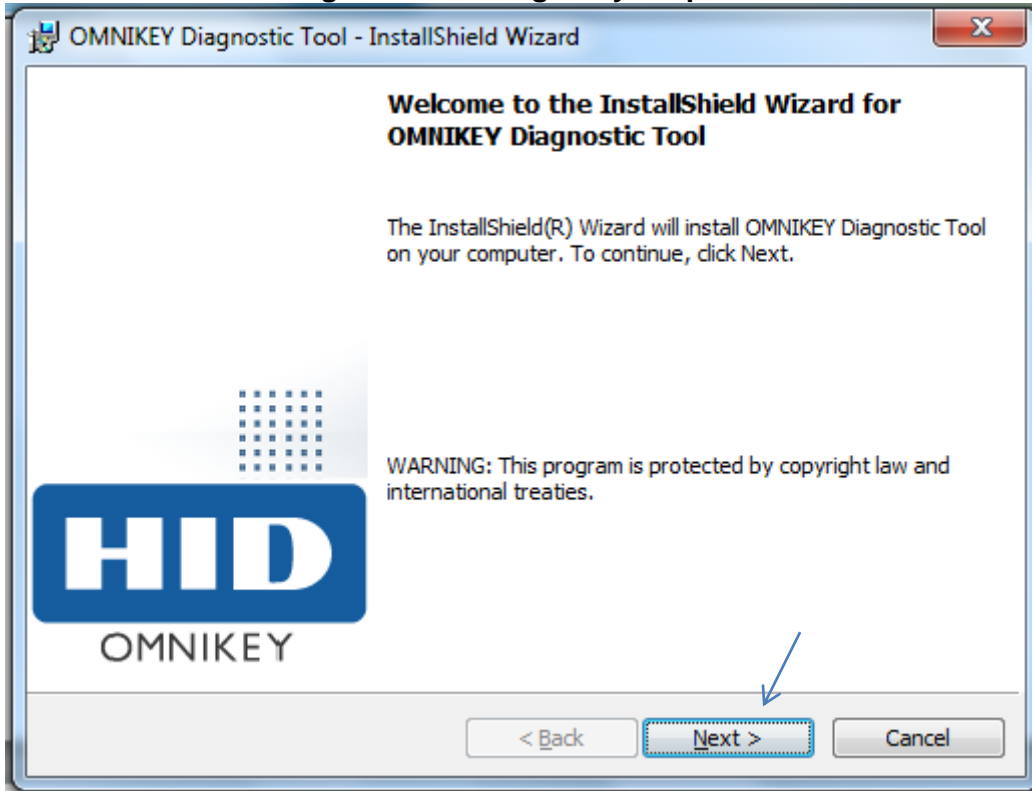 OMNIKEY Diagnostic Tool - InstallShield Wizard
Welcome to the InstallShield Wizard for
OMNIKEY Diagnostic Tool
The InstallShield(R) Wizard will install OMNIKEY Diagnostic Tool
on your computer. To continue, click Next.
WARNING: This program is protected by copyright law and
international treaties.
HID
OMNIKEY
< Back
Next >
Cancel